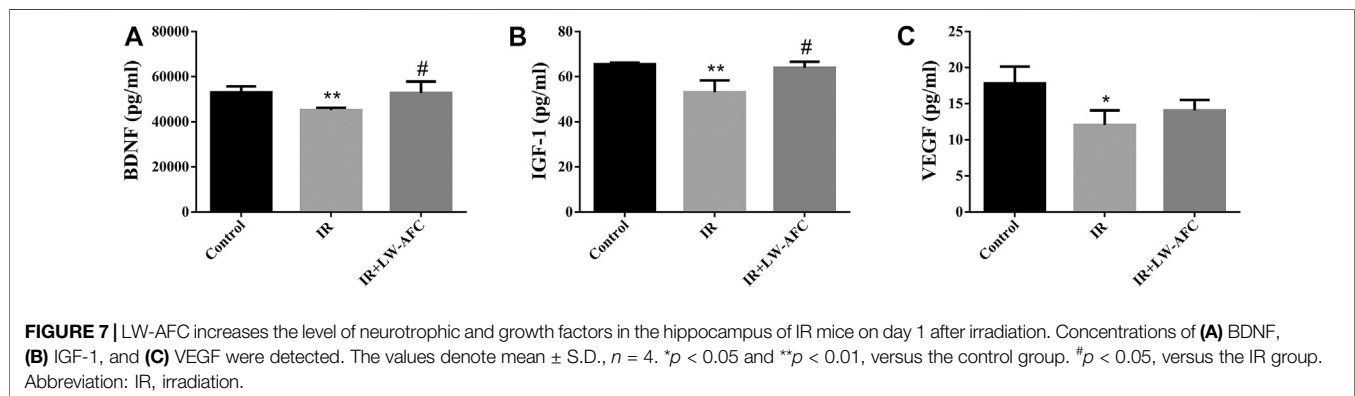 A
BDNF (pg/ml)
80000
60000
40000
20000
0
**
#
Control
IR
IR+LW-AFC
B
IGF-1 (pg/ml)
80
60
40
20
0
**
#
Control
IR
IR+LW-AFC
C
VEGF (pg/ml)
25
20
15
10
5
0
*
Control
IR
IR+LW-AFC
FIGURE 7 | LW-AFC increases the level of neurotrophic and growth factors in the hippocampus of IR mice on day 1 after irradiation. Concentrations of (A) BDNF,
(B) IGF-1, and (C) VEGF were detected. The values denote mean ± S.D., n = 4. *p < 0.05 and **p < 0.01, versus the control group. #p < 0.05, versus the IR group.
Abbreviation: IR, irradiation.